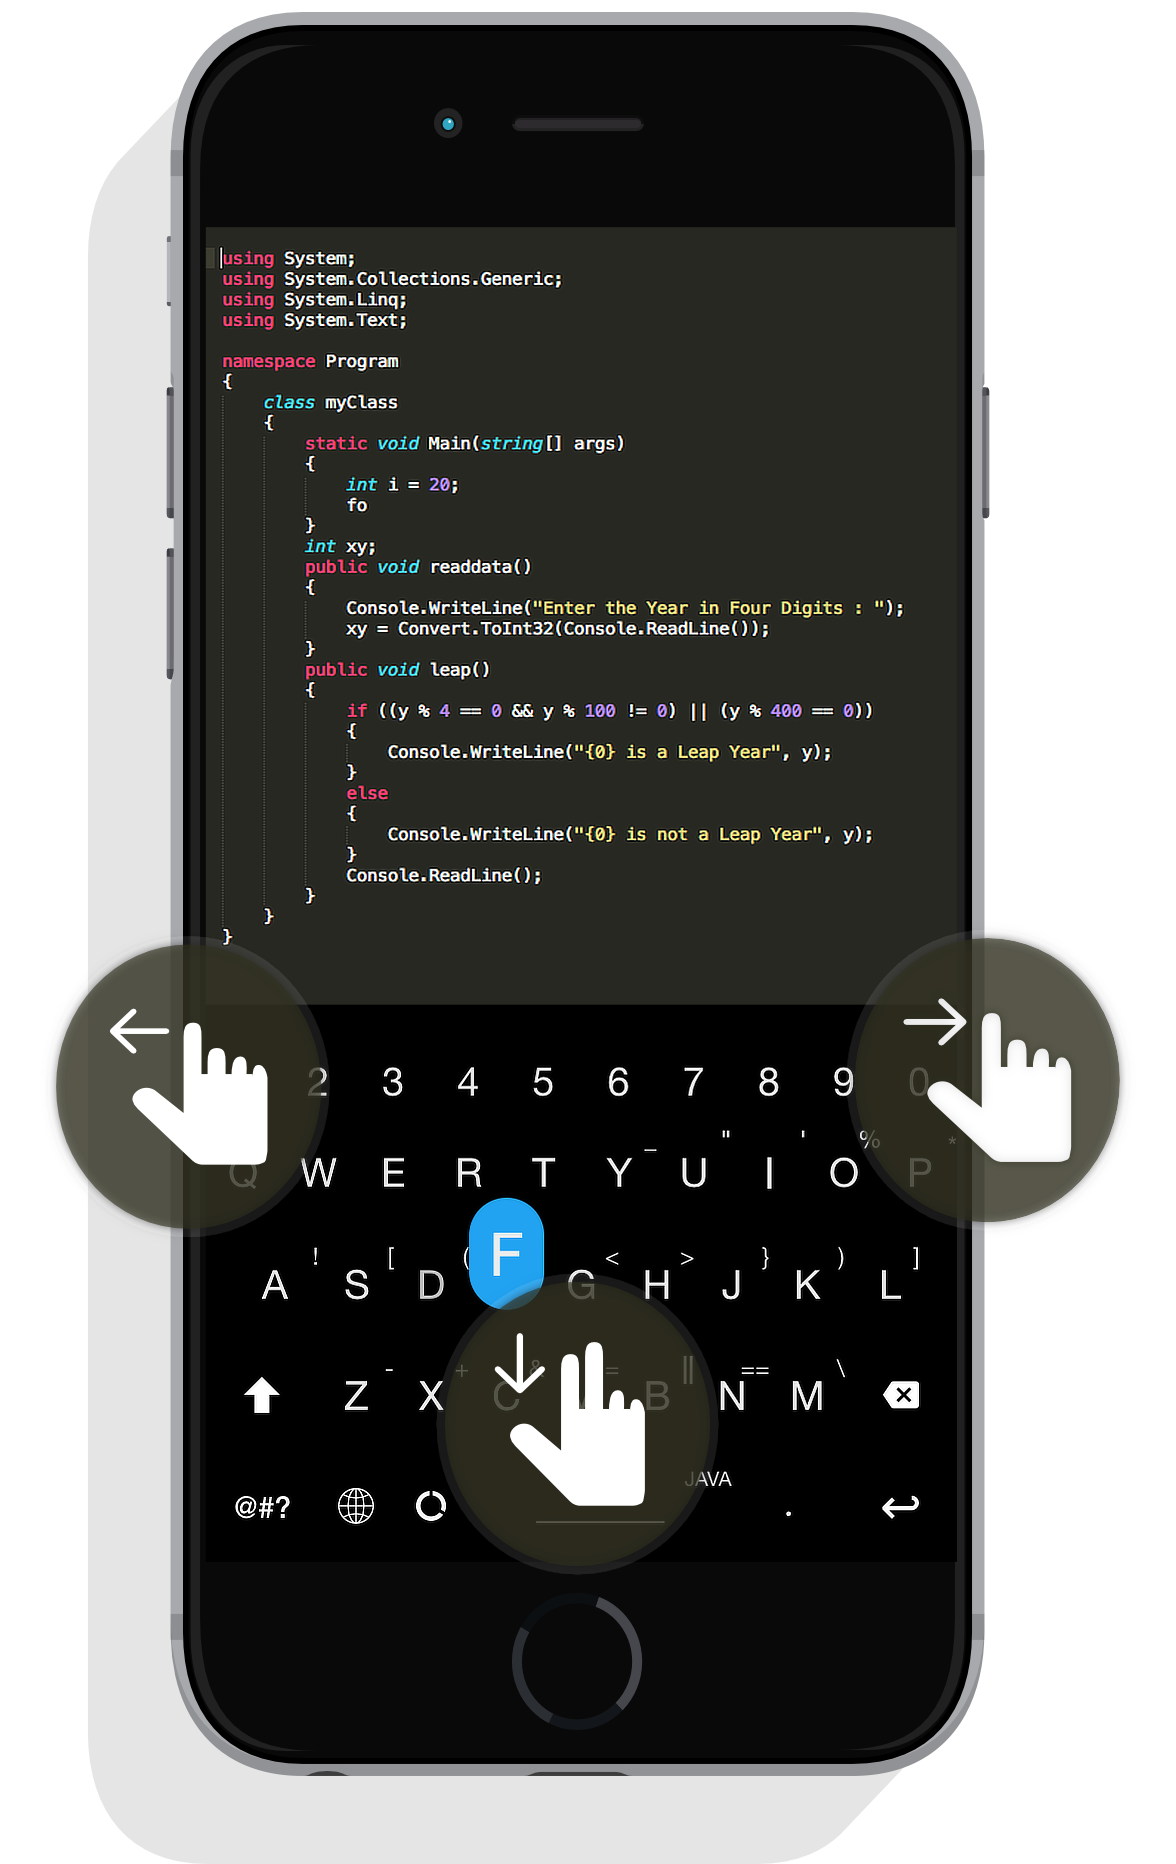 using System;
using System.Collections.Generic;
using System.Linq;
using System.Text;

namespace Program
{
    class myClass
    {
        static void Main(string[] args)
        {
            int i = 20;
            fo
        }
        int xy;
        public void readdata()
        {
            Console.WriteLine("Enter the Year in Four Digits : ");
            xy = Convert.ToInt32(Console.ReadLine());
        }
        public void leap()
        {
            if ((y % 4 == 0 && y % 100 != 0) || (y % 400 == 0))
            {
                Console.WriteLine("{0} is a Leap Year", y);
            }
            else
            {
                Console.WriteLine("{0} is not a Leap Year", y);
            }
            Console.ReadLine();
        }
    }
}
2 3 4 5 6 7 8 9 0
_ " ' % *
Q W E R T Y U I O P
! [ ( < > } )  ]
A S D F G H J K L
- + & = || == \
Z X C B N M
JAVA
@#? .